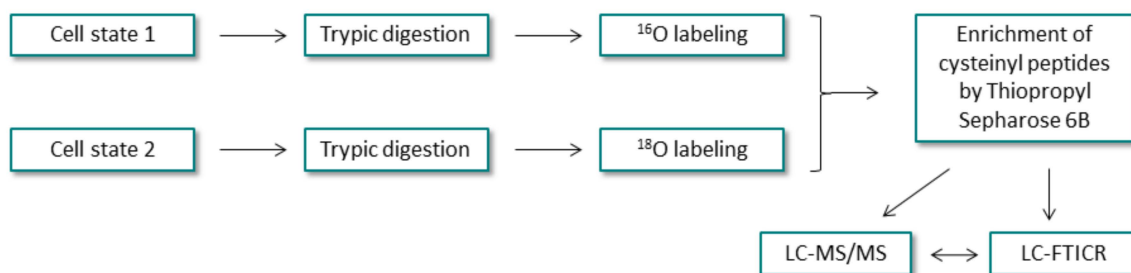 Cell state 1
Trypic digestion
¹⁶O labeling
Enrichment of
cysteinyl peptides
by Thiopropyl
Sepharose 6B
Cell state 2
Trypic digestion
¹⁸O labeling
LC-MS/MS
LC-FTICR